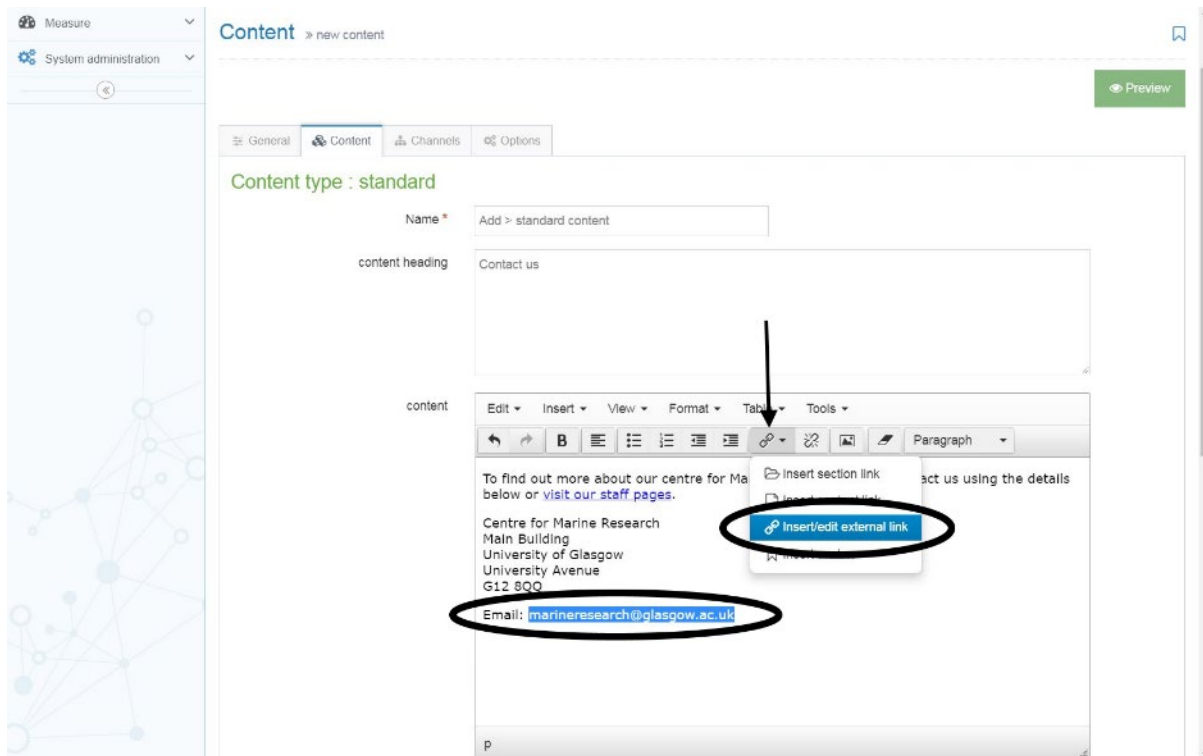 Measure
System administration
Content » new content
Preview
General Content Channels Options
Content type : standard
Name *
Add > standard content
content heading
Contact us
content
Edit Insert View Format Tools
B Paragraph
To find out more about our centre for act us using the details
below or visit our staff pages.
Insert section link
Insert/edit external link
Centre for Marine Research
Main Building
University of Glasgow
University Avenue
G12 8QQ
Email: marineresearch@glasgow.ac.uk
p